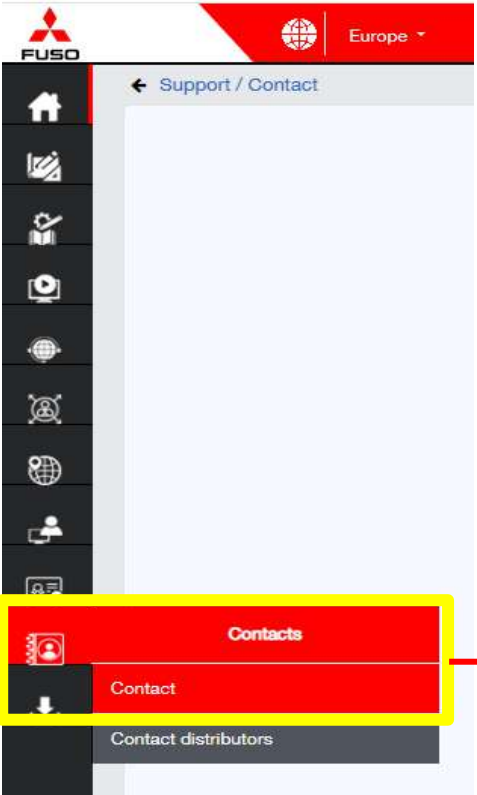 FUSO
Europe
Support / Contact
Contacts
Contact
Contact distributors